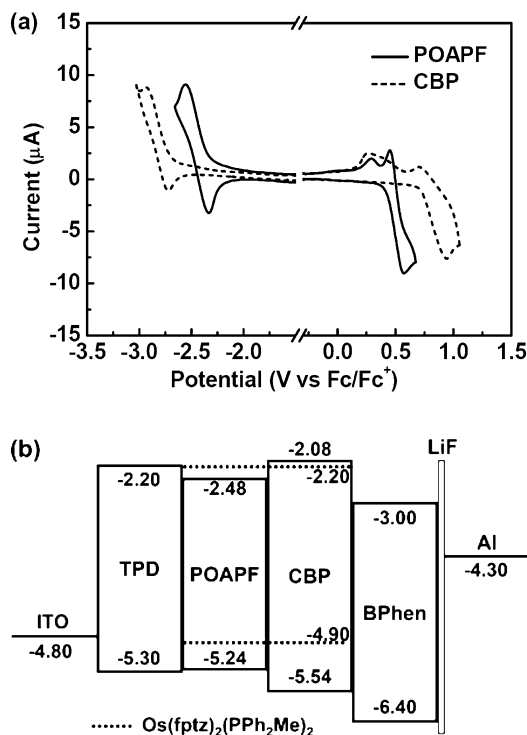 (a)
POAPF
CBP
15
10
5
0
-5
-10
-15
Current (μA)
-3.5 -3.0 -2.5 -2.0 0.0 0.5 1.0 1.5
Potential (V vs Fc/Fc+)
(b)
LiF
-2.08
-2.20 -2.48 -2.20
-3.00
Al
-4.30
TPD POAPF CBP BPhen
ITO
-4.80
-4.90
-5.30 -5.24 -5.54
-6.40
Os(fptz)2(PPh2Me)2